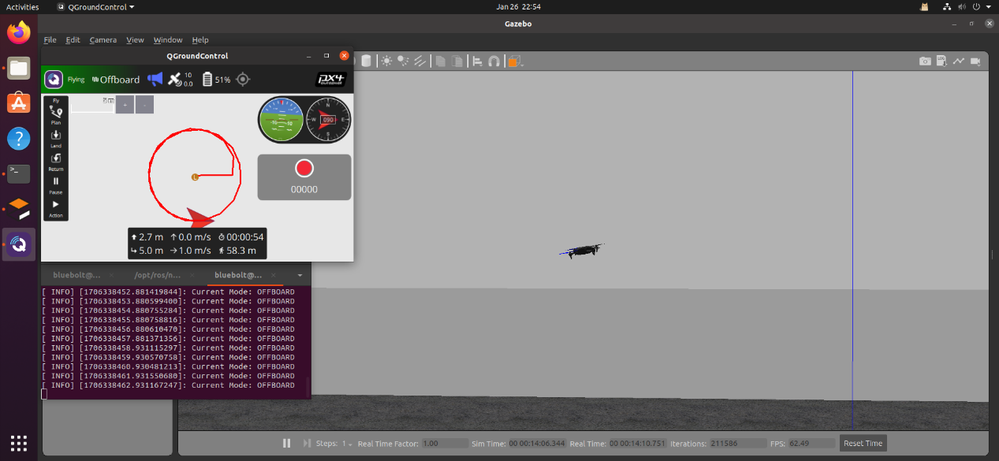 Activities QGroundControl Jan 26 22:54
Gazebo
File Edit Camera View Window Help
QGroundControl
Flying Offboard 10 0.0 51% PX4 autopilot
Fly
Plan
Land
Return
Pause
Action
5 m + -
N
W 090 E
S
10 10
00000
L
2.7 m 0.0 m/s 00:00:54
5.0 m 1.0 m/s 58.3 m
bluebolt@... /opt/ros/n... bluebolt@...
[ INFO] [1706338452.881419844]: Current Mode: OFFBOARD
[ INFO] [1706338453.880599400]: Current Mode: OFFBOARD
[ INFO] [1706338454.880755284]: Current Mode: OFFBOARD
[ INFO] [1706338455.880758816]: Current Mode: OFFBOARD
[ INFO] [1706338456.880610470]: Current Mode: OFFBOARD
[ INFO] [1706338457.881371356]: Current Mode: OFFBOARD
[ INFO] [1706338458.931115297]: Current Mode: OFFBOARD
[ INFO] [1706338459.930570758]: Current Mode: OFFBOARD
[ INFO] [1706338460.930481213]: Current Mode: OFFBOARD
[ INFO] [1706338461.931550680]: Current Mode: OFFBOARD
[ INFO] [1706338462.931167247]: Current Mode: OFFBOARD
Steps: 1 Real Time Factor: 1.00 Sim Time: 00 00:14:06.344 Real Time: 00 00:14:10.751 Iterations: 211586 FPS: 62.49 Reset Time